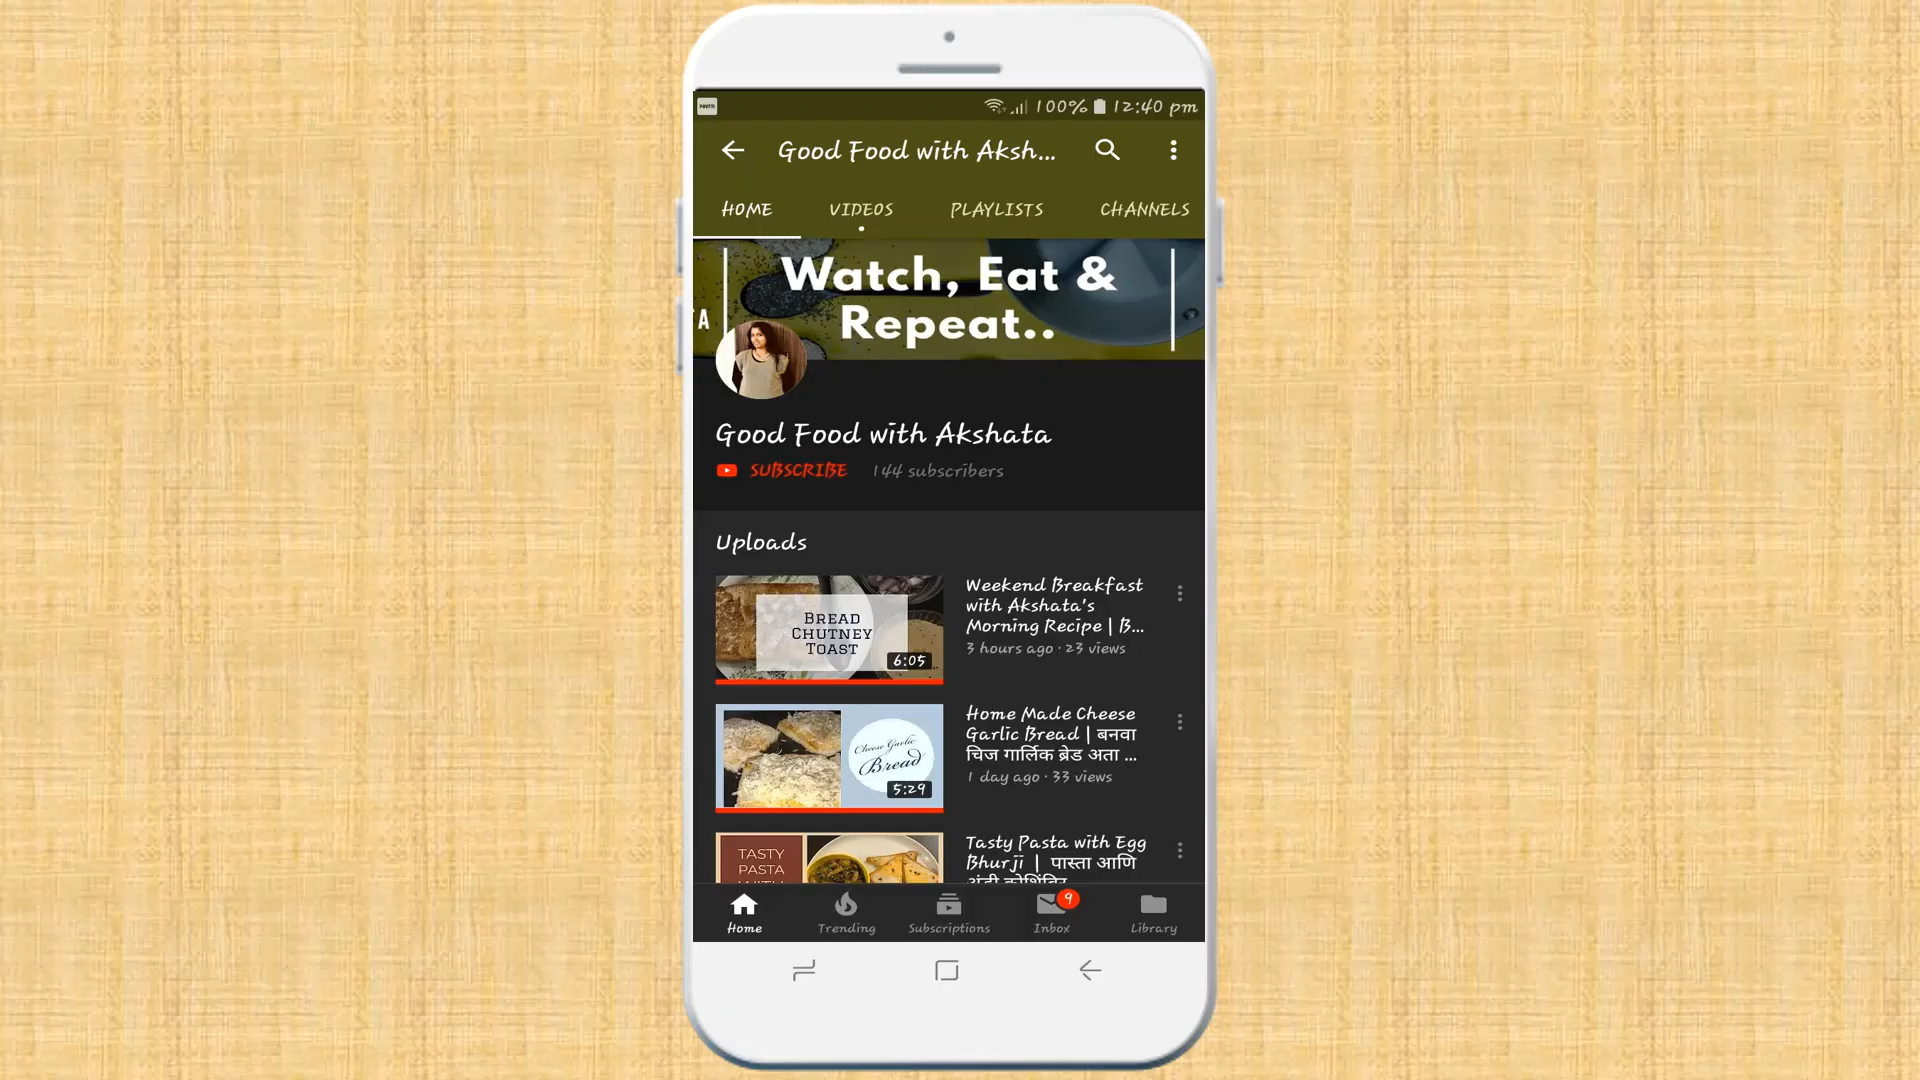 100% 12:40 pm
Good Food with Aksh...
HOME VIDEOS PLAYLISTS CHANNELS
Watch, Eat &
Repeat..
TA
Good Food with Akshata
SUBSCRIBE 144 subscribers
Uploads
BREAD
CHUTNEY
TOAST
6:05
Weekend Breakfast
with Akshata's
Morning Recipe | B...
3 hours ago · 23 views
Cheese Garlic
Bread
5:29
Home Made Cheese
Garlic Bread | बनवा
चिज गार्लिक ब्रेड अता ...
1 day ago · 33 views
TASTY
PASTA
WITH
Tasty Pasta with Egg
Bhurji | पास्ता आणि
9
Home Trending Subscriptions Inbox Library